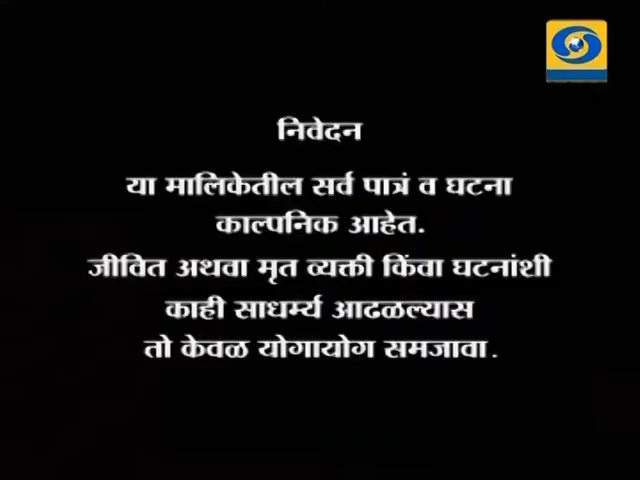 निवेदन
या मालिकेतील सर्व पात्रं व घटना
काल्पनिक आहेत.
जीवित अथवा मृत व्यक्ती किंवा घटनांशी
काही साधर्म्य आढळल्यास
तो केवळ योगायोग समजावा.